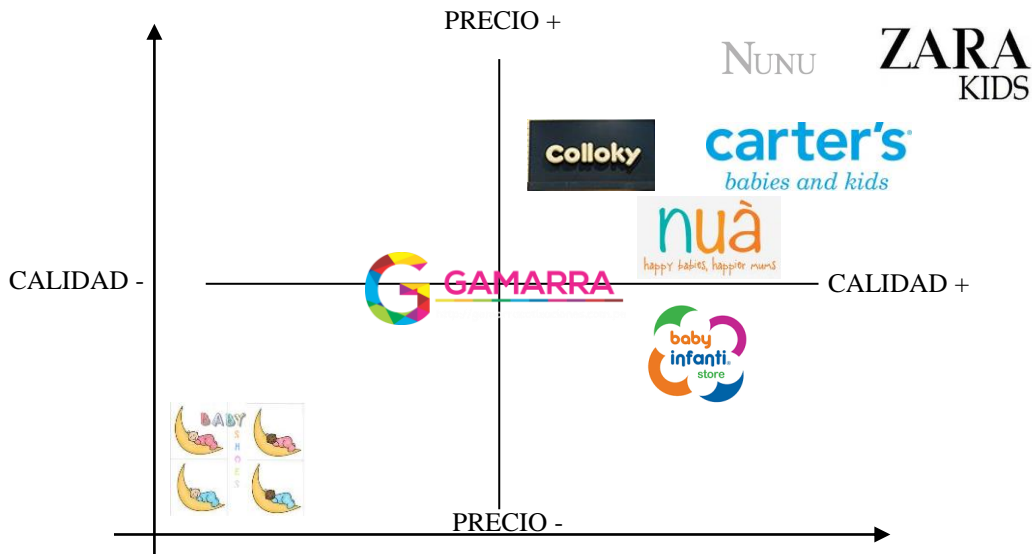 PRECIO +
NUNU
ZARA
KIDS
Colloky
carter's
babies and kids
nuà
happy babies, happier mums
CALIDAD -
GAMARRA
CALIDAD +
baby
infanti®
store
BABY
SHOES
PRECIO -